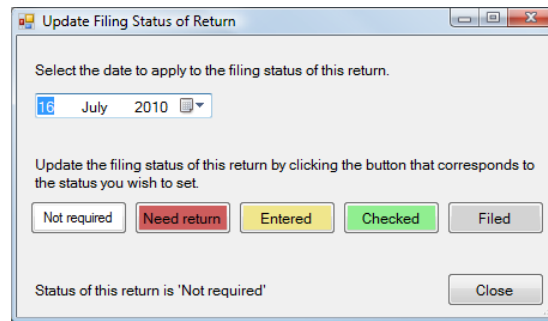 Update Filing Status of Return
Select the date to apply to the filing status of this return.
16 July 2010
Update the filing status of this return by clicking the button that corresponds to
the status you wish to set.
Not required Need return Entered Checked Filed
Status of this return is 'Not required' Close